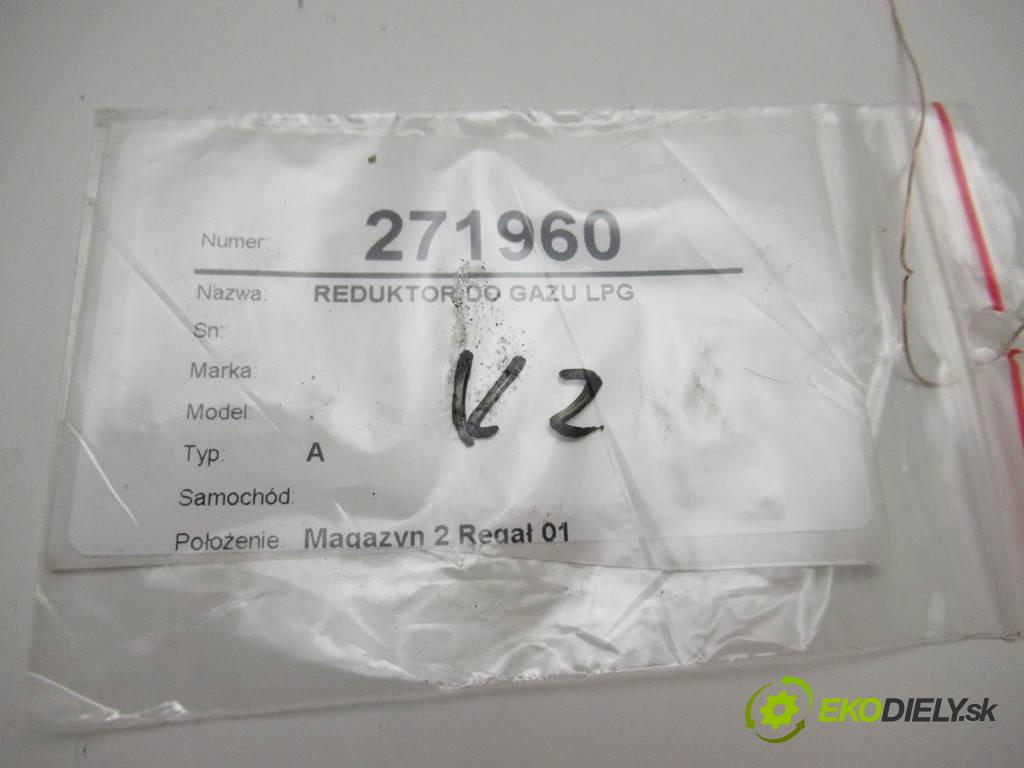 Numer: 271960
Nazwa: REDUKTOR DO GAZU LPG
Sn:
Marka:
Model: .
Typ: A
K 2
Samochód:
Położenie: Magazyn 2 Regał 01
EKODIELY.sk